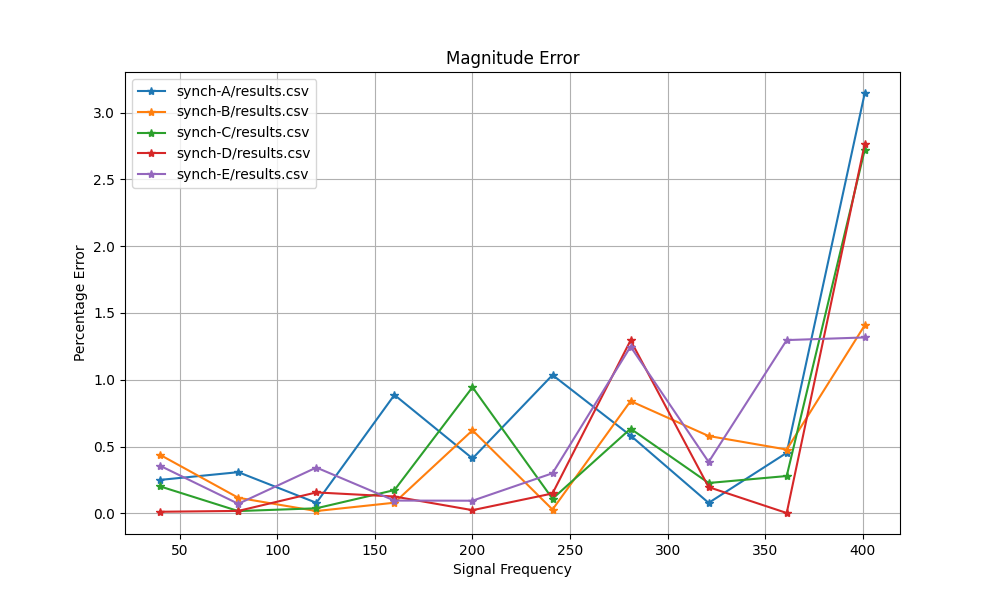 Magnitude Error
synch-A/results.csv
synch-B/results.csv
synch-C/results.csv
synch-D/results.csv
synch-E/results.csv
3.0
2.5
2.0
1.5
1.0
0.5
0.0
Percentage Error
50 100 150 200 250 300 350 400
Signal Frequency